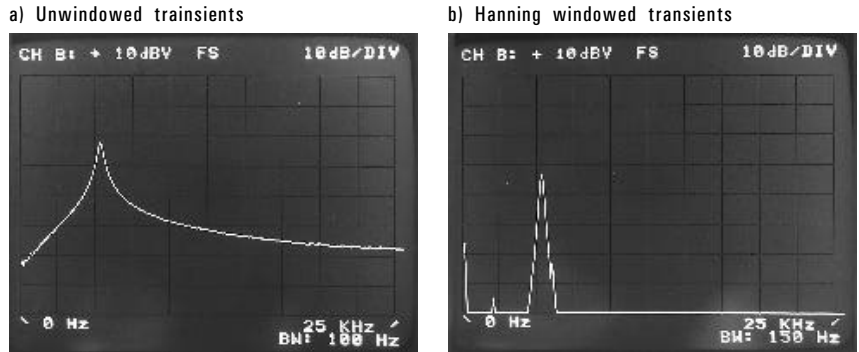 a) Unwindowed trainsients
CH B: + 10dBV FS 10dB/DIV
0 Hz 25 KHz
BW: 100 Hz
b) Hanning windowed transients
CH B: + 10dBV FS 10dB/DIV
0 Hz 25 KHz
BW: 150 Hz